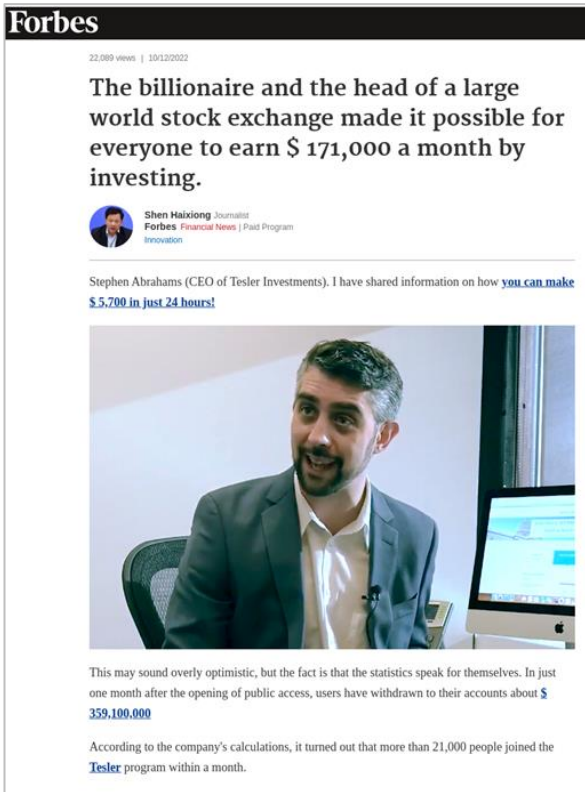 Forbes
22,089 views | 10/12/2022
The billionaire and the head of a large
world stock exchange made it possible for
everyone to earn $ 171,000 a month by
investing.
Shen Haixiong Journalist
Forbes Financial News | Paid Program
Innovation
Stephen Abrahams (CEO of Tesler Investments). I have shared information on how you can make
$ 5,700 in just 24 hours!
This may sound overly optimistic, but the fact is that the statistics speak for themselves. In just
one month after the opening of public access, users have withdrawn to their accounts about $
359,100,000
According to the company's calculations, it turned out that more than 21,000 people joined the
Tesler program within a month.